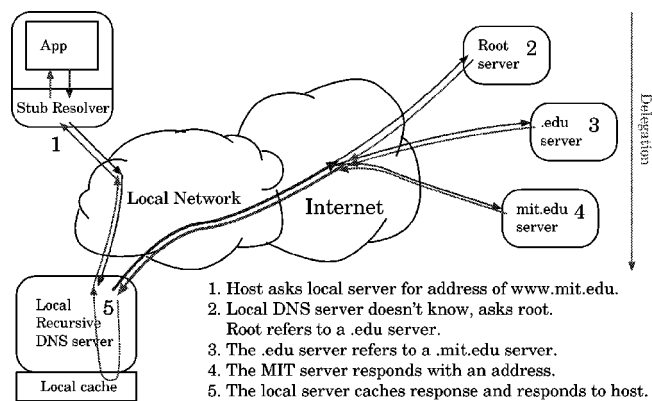 App
Stub Resolver
1
Root
server 2
.edu
server 3
mit.edu
server 4
Delegation
Local Network
Internet
Local
Recursive
DNS server
5
Local cache
1. Host asks local server for address of www.mit.edu.
2. Local DNS server doesn't know, asks root.
Root refers to a .edu server.
3. The .edu server refers to a .mit.edu server.
4. The MIT server responds with an address.
5. The local server caches response and responds to host.